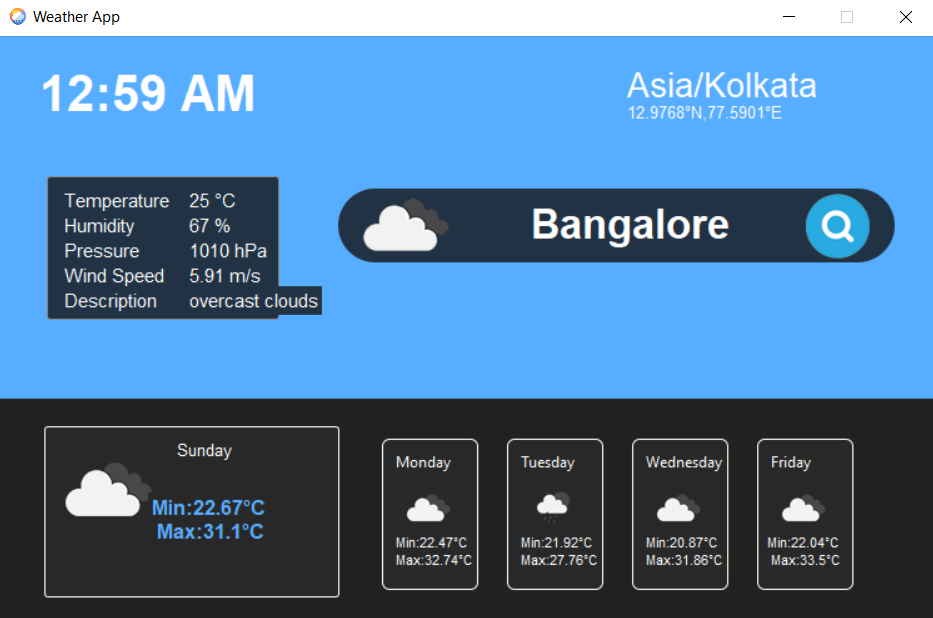 Weather App
12:59 AM
Asia/Kolkata
12.9768°N,77.5901°E
Temperature 25 °C
Humidity 67 %
Pressure 1010 hPa
Wind Speed 5.91 m/s
Description overcast clouds
Bangalore
Sunday
Min:22.67°C
Max:31.1°C
Monday
Min:22.47°C
Max:32.74°C
Tuesday
Min:21.92°C
Max:27.76°C
Wednesday
Min:20.87°C
Max:31.86°C
Friday
Min:22.04°C
Max:33.5°C